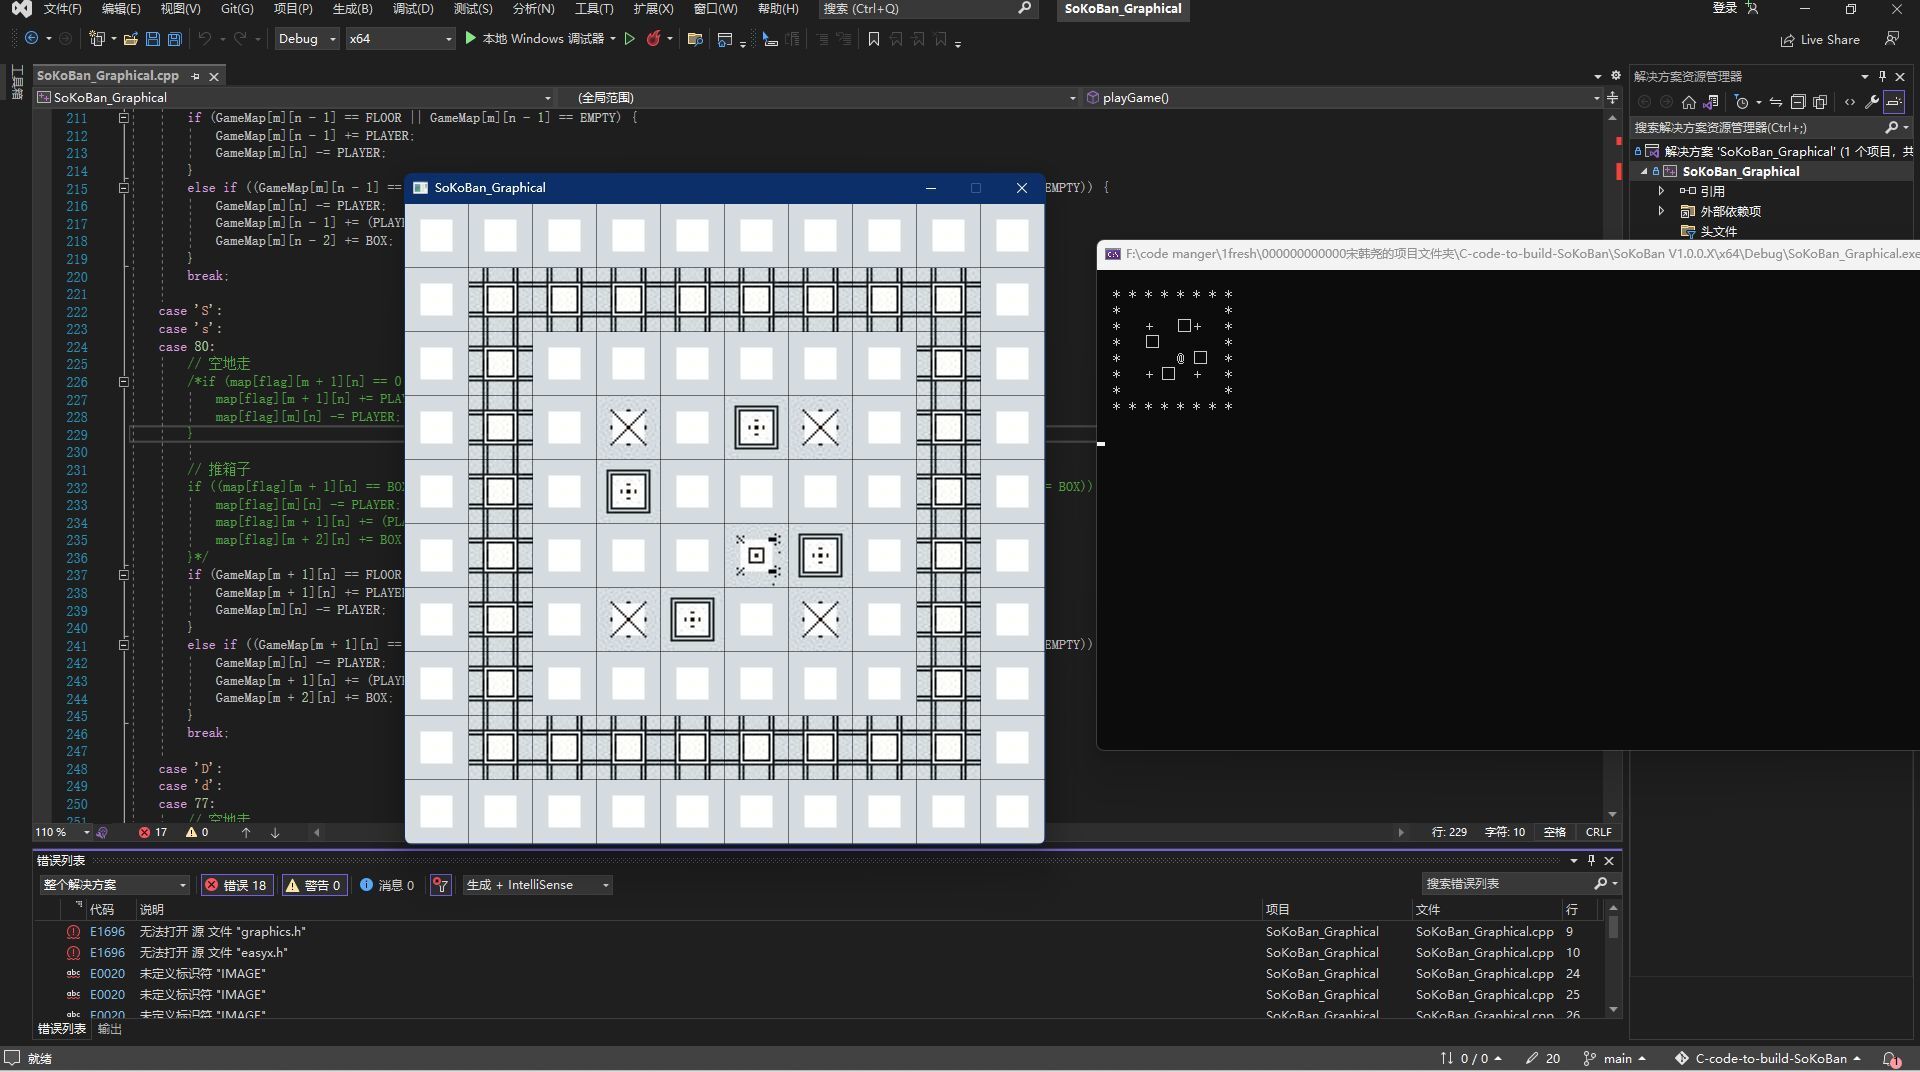 文件(F) 编辑(E) 视图(V) Git(G) 项目(P) 生成(B) 调试(D) 测试(S) 分析(N) 工具(T) 扩展(X) 窗口(W) 帮助(H) 搜索 (Ctrl+Q) SoKoBan_Graphical 登录
Debug x64 本地 Windows 调试器 Live Share
工具箱
SoKoBan_Graphical.cpp
SoKoBan_Graphical (全局范围) playGame()
211 if (GameMap[m][n - 1] == FLOOR || GameMap[m][n - 1] == EMPTY) {
212 GameMap[m][n - 1] += PLAYER;
213 GameMap[m][n] -= PLAYER;
214 }
215 else if ((GameMap[m][n - 1] == EMPTY)) {
216 GameMap[m][n] -= PLAYER;
217 GameMap[m][n - 1] += (PLAY
218 GameMap[m][n - 2] += BOX;
219 }
220 break;
221
222 case 'S':
223 case 's':
224 case 80:
225 // 空地走
226 /*if (map[flag][m + 1][n] == 0
227 map[flag][m + 1][n] += PLA
228 map[flag][m][n] -= PLAYER;
229 }
230
231 // 推箱子
232 if ((map[flag][m + 1][n] == BO = BOX))
233 map[flag][m][n] -= PLAYER;
234 map[flag][m + 1][n] += (PL
235 map[flag][m + 2][n] += BOX
236 }*/
237 if (GameMap[m + 1][n] == FLOOR
238 GameMap[m + 1][n] += PLAYE
239 GameMap[m][n] -= PLAYER;
240 }
241 else if ((GameMap[m + 1][n] == EMPTY))
242 GameMap[m][n] -= PLAYER;
243 GameMap[m + 1][n] += (PLAY
244 GameMap[m + 2][n] += BOX;
245 }
246 break;
247
248 case 'D':
249 case 'd':
250 case 77:
251 // 空地走
110 % 17 0 行: 229 字符: 10 空格 CRLF
SoKoBan_Graphical
F:\code manger\1fresh\000000000000宋韩尧的项目文件夹\C-code-to-build-SoKoBan\SoKoBan V1.0.0.X\x64\Debug\SoKoBan_Graphical.exe
* * * * * * * *
* *
* + □+ *
* □ *
* @ □ *
* + □ + *
* *
* * * * * * * *
解决方案资源管理器
搜索解决方案资源管理器(Ctrl+;)
解决方案 'SoKoBan_Graphical' (1 个项目，共
SoKoBan_Graphical
引用
外部依赖项
头文件
错误列表
整个解决方案 错误 18 警告 0 消息 0 生成 + IntelliSense 搜索错误列表
代码 说明 项目 文件 行
E1696 无法打开 源 文件 "graphics.h" SoKoBan_Graphical SoKoBan_Graphical.cpp 9
E1696 无法打开 源 文件 "easyx.h" SoKoBan_Graphical SoKoBan_Graphical.cpp 10
abc E0020 未定义标识符 "IMAGE" SoKoBan_Graphical SoKoBan_Graphical.cpp 24
abc E0020 未定义标识符 "IMAGE" SoKoBan_Graphical SoKoBan_Graphical.cpp 25
abc E0020 未定义标识符 "IMAGE" SoKoBan_Graphical SoKoBan_Graphical.cpp 26
错误列表 输出
就绪 0 / 0 20 main C-code-to-build-SoKoBan 1